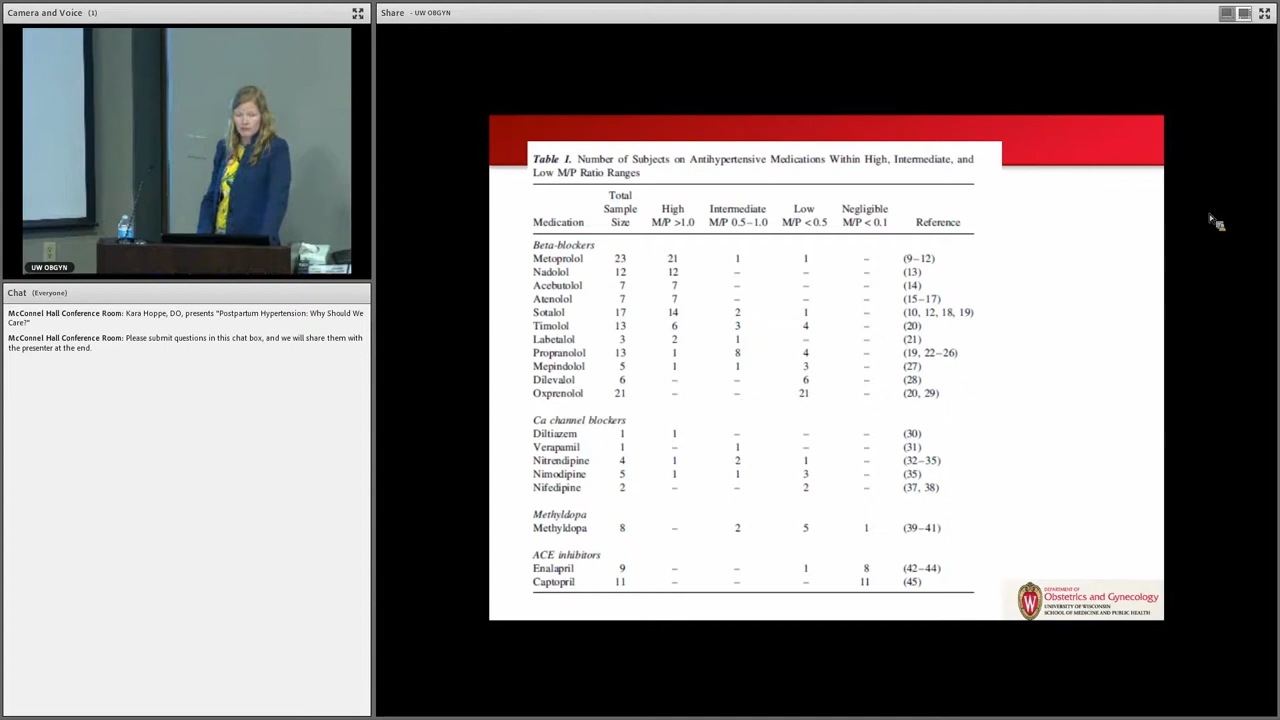 Camera and Voice (1)
UW OBGYN
Chat (Everyone)
McConnel Hall Conference Room: Kara Hoppe, DO, presents "Postpartum Hypertension: Why Should We
Care?"
McConnel Hall Conference Room: Please submit questions in this chat box, and we will share them with
the presenter at the end.
Share - UW OBGYN
Table I. Number of Subjects on Antihypertensive Medications Within High, Intermediate, and
Low M/P Ratio Ranges
Total
Sample High Intermediate Low Negligible
Medication Size M/P >1.0 M/P 0.5–1.0 M/P <0.5 M/P <0.1 Reference
Beta-blockers
Metoprolol 23 21 1 1 – (9–12)
Nadolol 12 12 – – – (13)
Acebutolol 7 7 – – – (14)
Atenolol 7 7 – – – (15–17)
Sotalol 17 14 2 1 – (10, 12, 18, 19)
Timolol 13 6 3 4 – (20)
Labetalol 3 2 1 – – (21)
Propranolol 13 1 8 4 – (19, 22–26)
Mepindolol 5 1 1 3 – (27)
Dilevalol 6 – – 6 – (28)
Oxprenolol 21 – – 21 – (20, 29)
Ca channel blockers
Diltiazem 1 1 – – – (30)
Verapamil 1 – 1 – – (31)
Nitrendipine 4 1 2 1 – (32–35)
Nimodipine 5 1 1 3 – (35)
Nifedipine 2 – – 2 – (37, 38)
Methyldopa
Methyldopa 8 – 2 5 1 (39–41)
ACE inhibitors
Enalapril 9 – – 1 8 (42–44)
Captopril 11 – – – 11 (45)
W
DEPARTMENT OF
Obstetrics and Gynecology
UNIVERSITY OF WISCONSIN
SCHOOL OF MEDICINE AND PUBLIC HEALTH